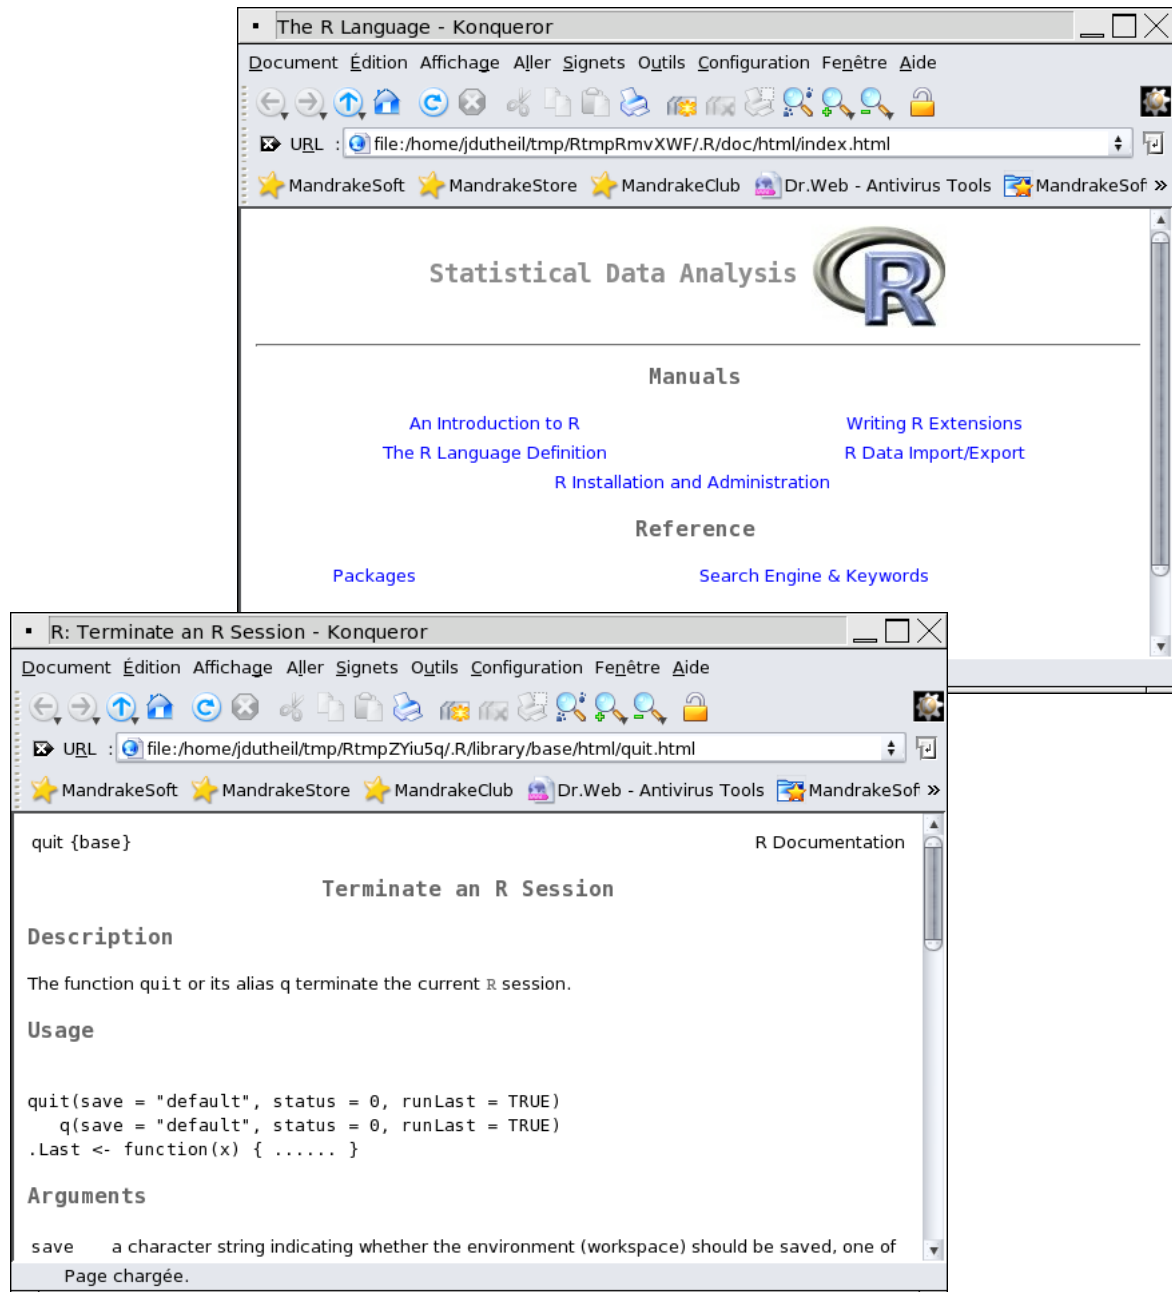 The R Language - Konqueror
Document Édition Affichage Aller Signets Outils Configuration Fenêtre Aide
URL : file:/home/jdutheil/tmp/RtmpRmvXWF/.R/doc/html/index.html
MandrakeSoft MandrakeStore MandrakeClub Dr.Web - Antivirus Tools MandrakeSof »
Statistical Data Analysis R
Manuals
An Introduction to R Writing R Extensions
The R Language Definition R Data Import/Export
R Installation and Administration
Reference
Packages Search Engine & Keywords
R: Terminate an R Session - Konqueror
Document Édition Affichage Aller Signets Outils Configuration Fenêtre Aide
URL : file:/home/jdutheil/tmp/RtmpZYiu5q/.R/library/base/html/quit.html
MandrakeSoft MandrakeStore MandrakeClub Dr.Web - Antivirus Tools MandrakeSof »
quit {base} R Documentation
Terminate an R Session
Description
The function quit or its alias q terminate the current R session.
Usage
quit(save = "default", status = 0, runLast = TRUE)
q(save = "default", status = 0, runLast = TRUE)
.Last <- function(x) { ...... }
Arguments
save a character string indicating whether the environment (workspace) should be saved, one of
Page chargée.